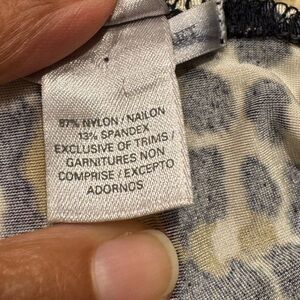 87% NYLON / NAILON
13% SPANDEX
EXCLUSIVE OF TRIMS /
GARNITURES NON
COMPRISE / EXCEPTO
ADORNOS